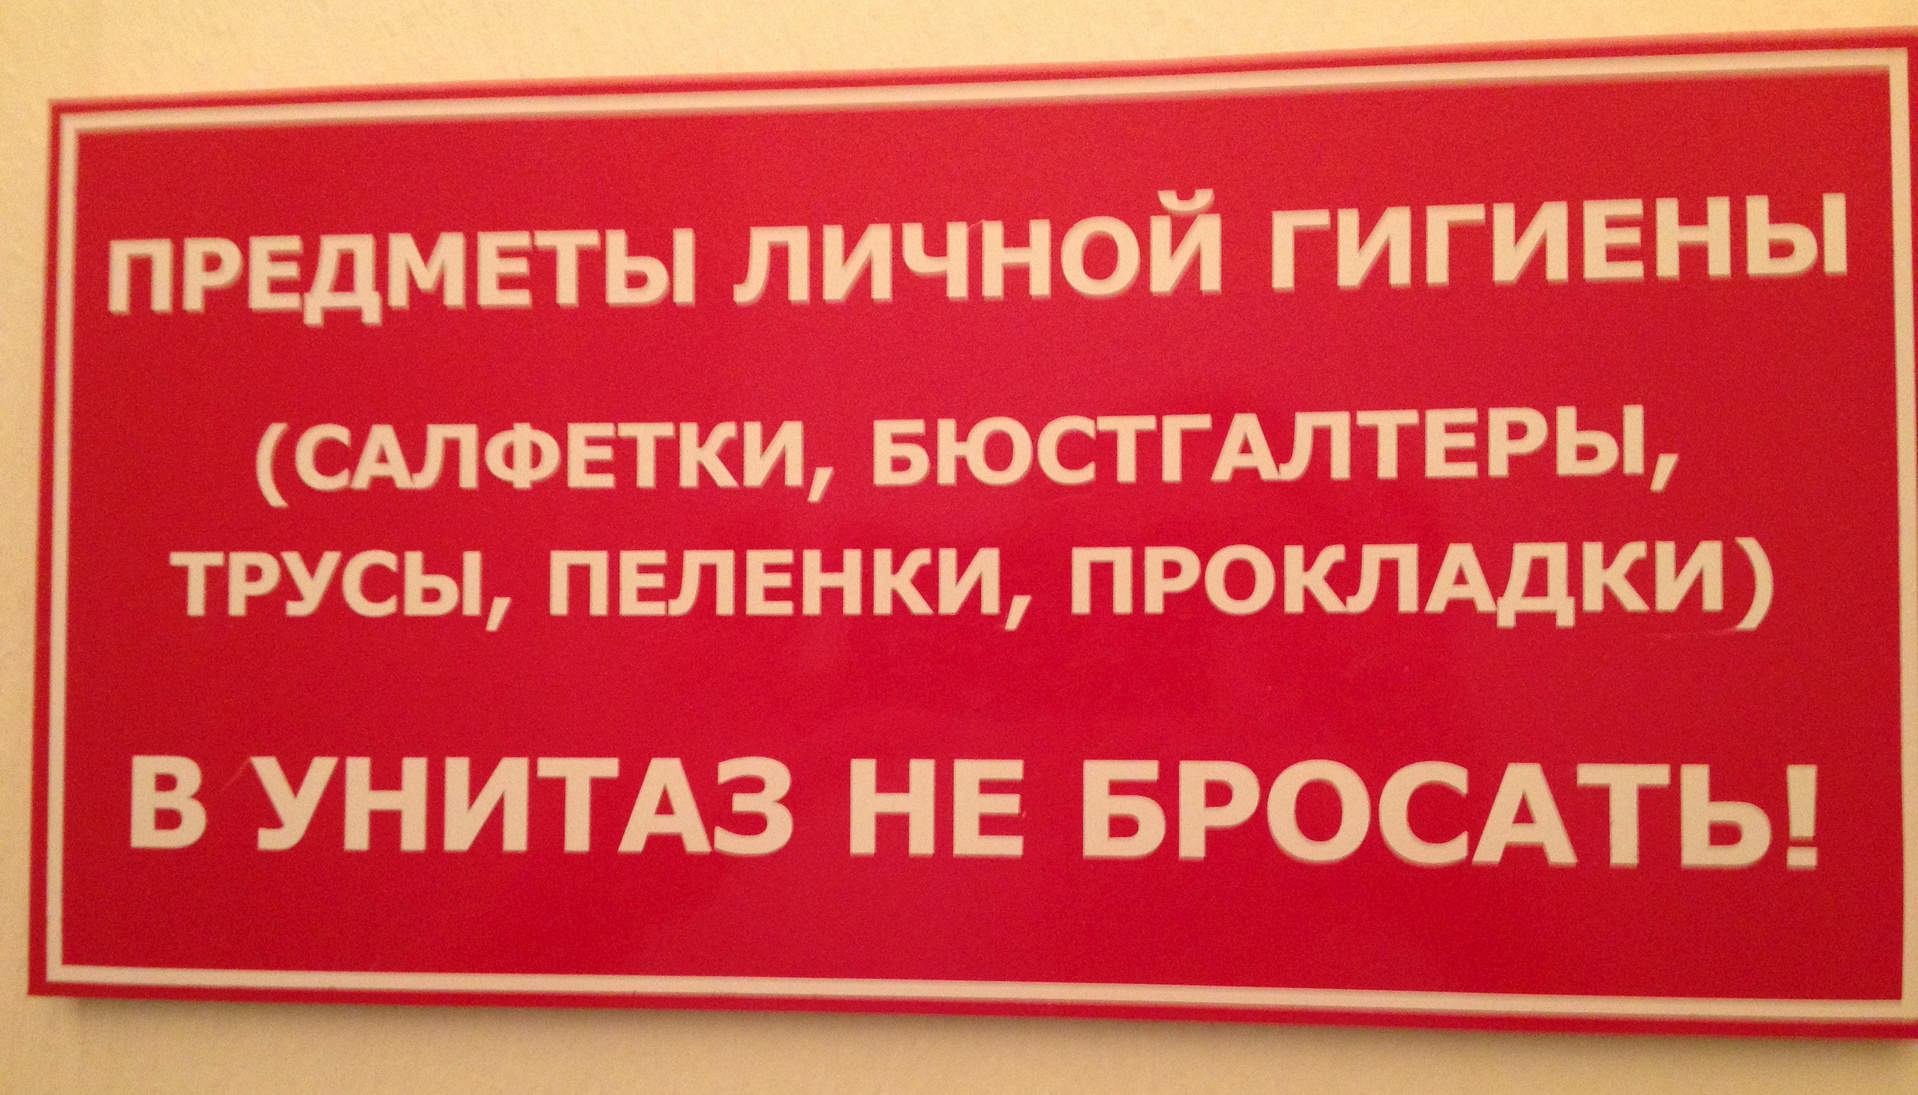 ПРЕДМЕТЫ ЛИЧНОЙ ГИГИЕНЫ
(САЛФЕТКИ, БЮСТГАЛТЕРЫ,
ТРУСЫ, ПЕЛЕНКИ, ПРОКЛАДКИ)
В УНИТАЗ НЕ БРОСАТЬ!